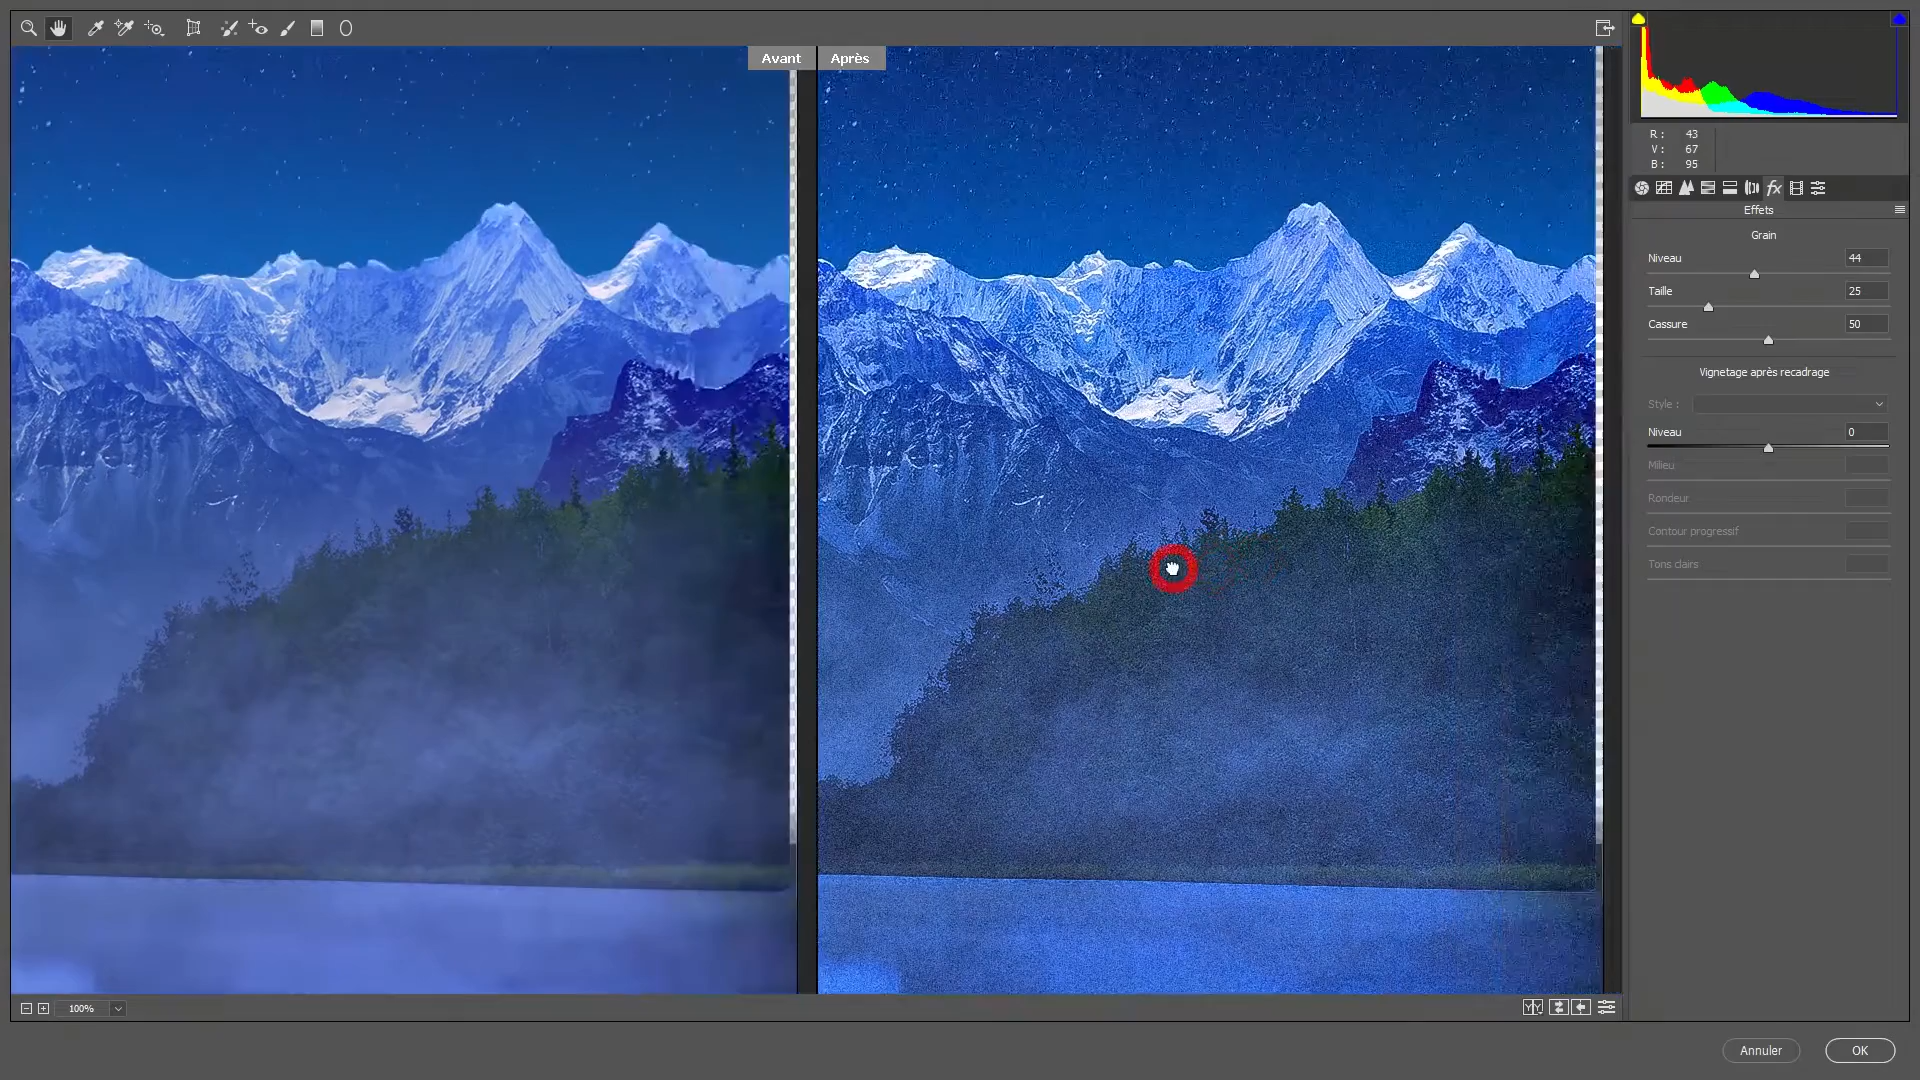 Avant
Après
R : 43
V : 67
B : 95
fx
Effets
Grain
Niveau 44
Taille 25
Cassure 50
Vignetage après recadrage
Style :
Niveau 0
Milieu
Rondeur
Contour progressif
Tons clairs
100%
Annuler
OK